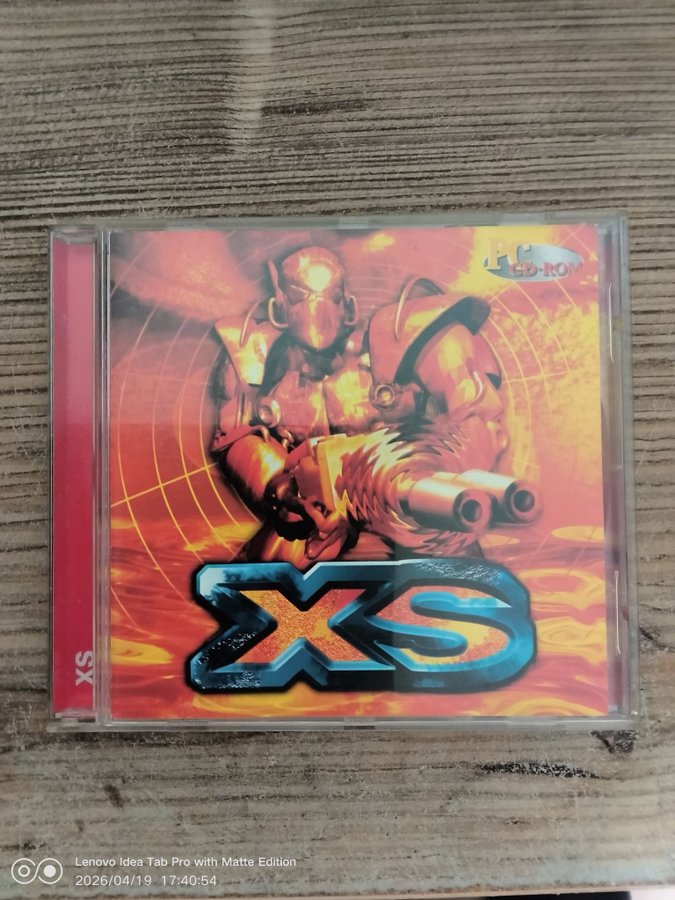 PC
CD-ROM
XS
XS
Lenovo Idea Tab Pro with Matte Edition
2026/04/19 17:40:54